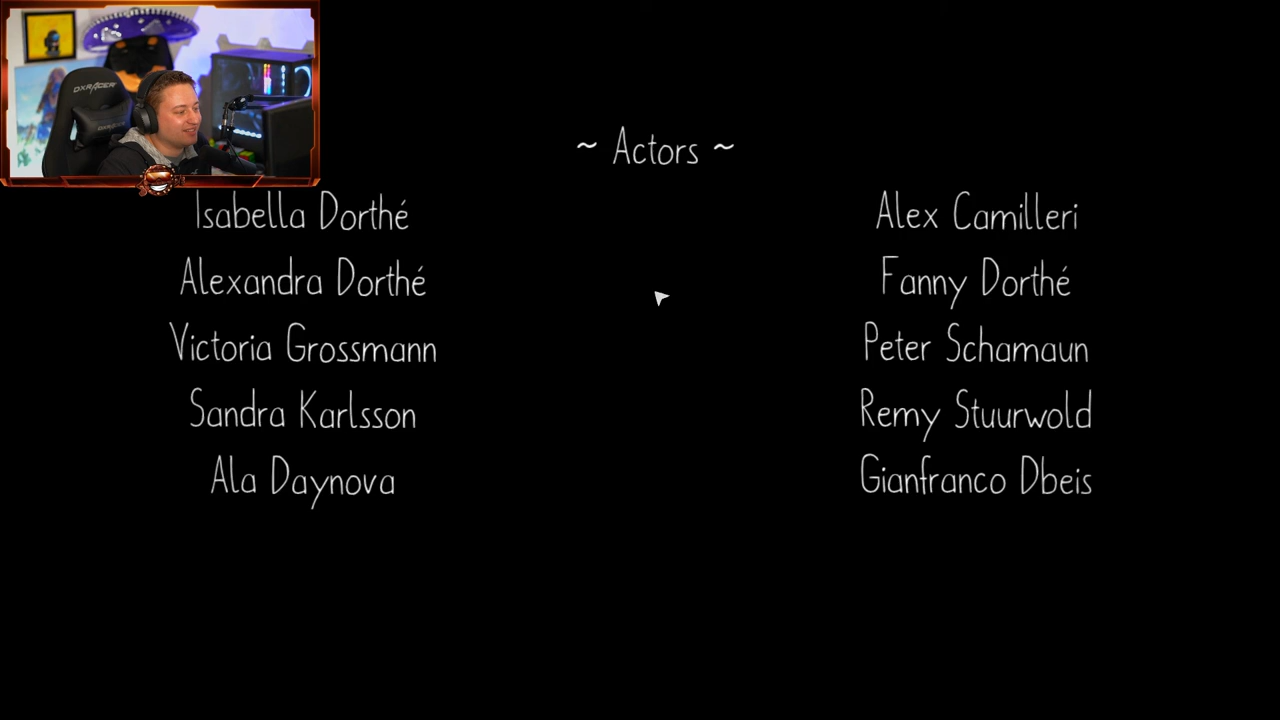 DXRACER
~ Actors ~
Isabella Dorthé
Alex Camilleri
Alexandra Dorthé
Fanny Dorthé
Victoria Grossmann
Peter Schamaun
Sandra Karlsson
Remy Stuurwold
Ala Daynova
Gianfranco Dbeis